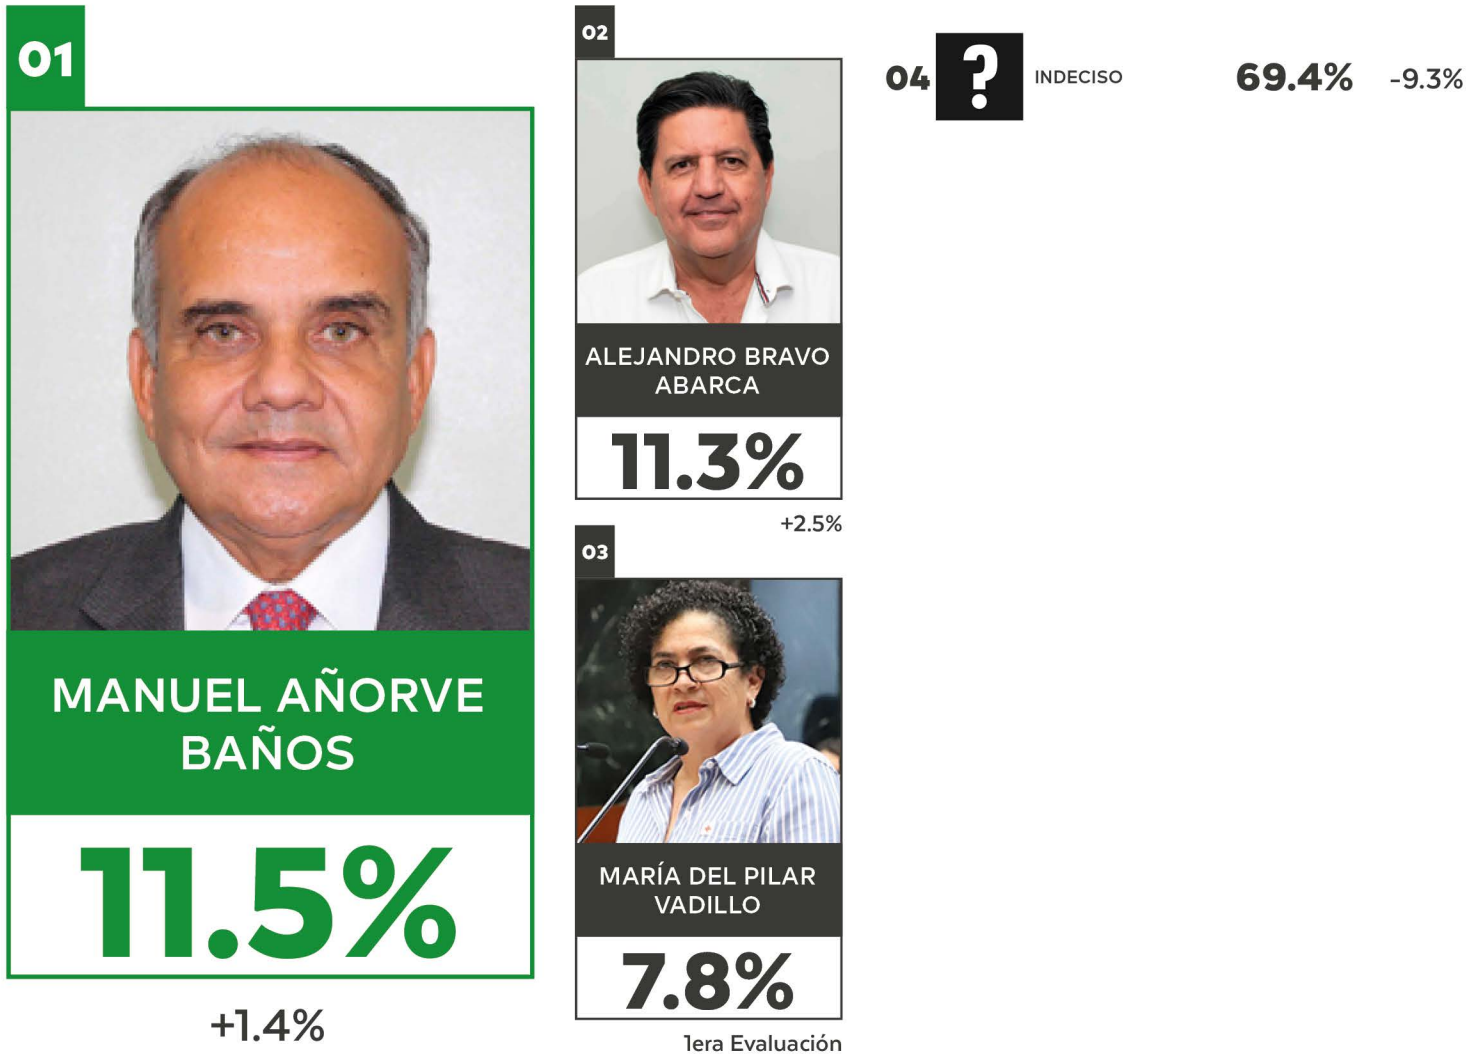 01
MANUEL AÑORVE
BAÑOS
11.5%
+1.4%
02
ALEJANDRO BRAVO
ABARCA
11.3%
+2.5%
03
MARÍA DEL PILAR
VADILLO
7.8%
1era Evaluación
04 ? INDECISO 69.4% -9.3%